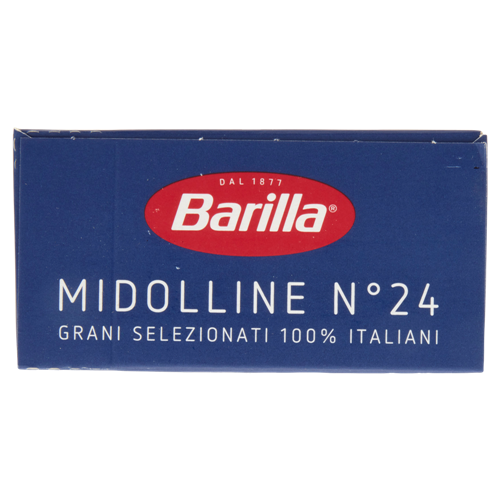 DAL 1877
Barilla®
MIDOLLINE N°24
GRANI SELEZIONATI 100% ITALIANI